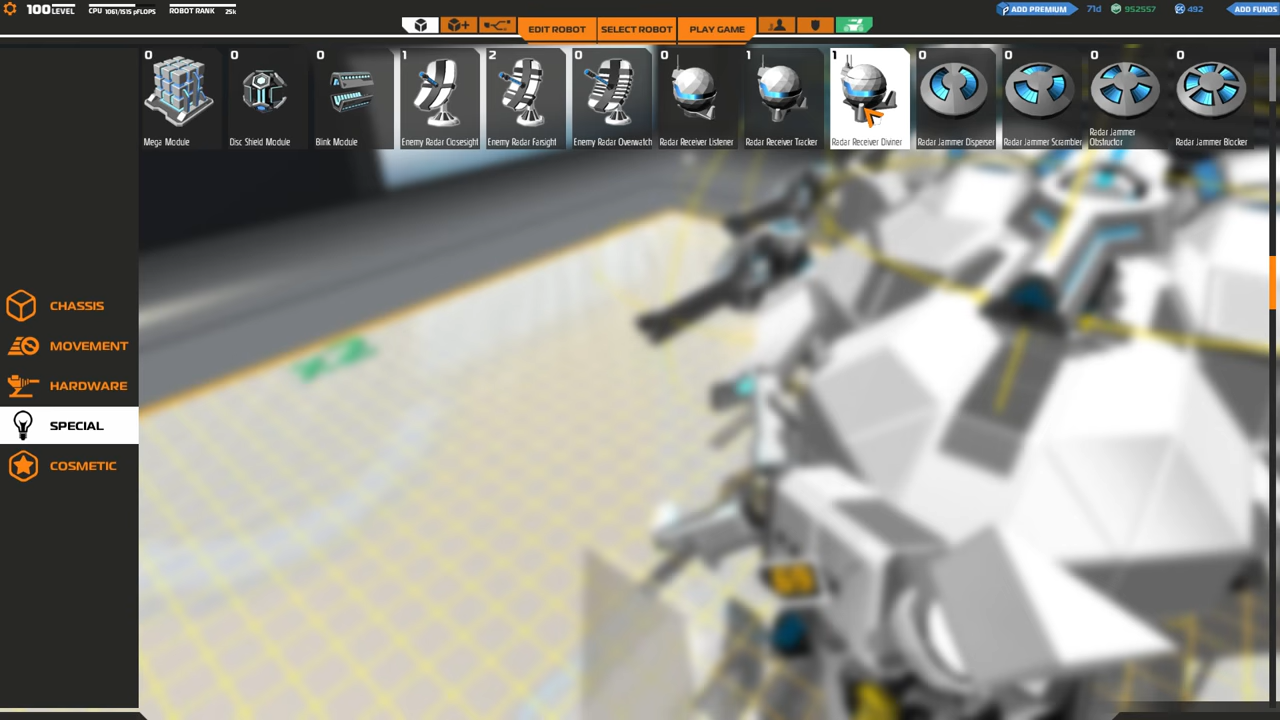 100 LEVEL
CPU 1061/1515 pFLOPS
ROBOT RANK 25k
EDIT ROBOT
SELECT ROBOT
PLAY GAME
ADD PREMIUM
71d
952557
492
ADD FUNDS
0
0
0
1
2
0
0
1
1
0
0
0
0
Mega Module
Disc Shield Module
Blink Module
Enemy Radar Closesight
Enemy Radar Farsight
Enemy Radar Overwatch
Radar Receiver Listener
Radar Receiver Tracker
Radar Receiver Diviner
Radar Jammer Disperser
Radar Jammer Scrambler
Radar Jammer
Obstructor
Radar Jammer Blocker
CHASSIS
MOVEMENT
HARDWARE
SPECIAL
COSMETIC